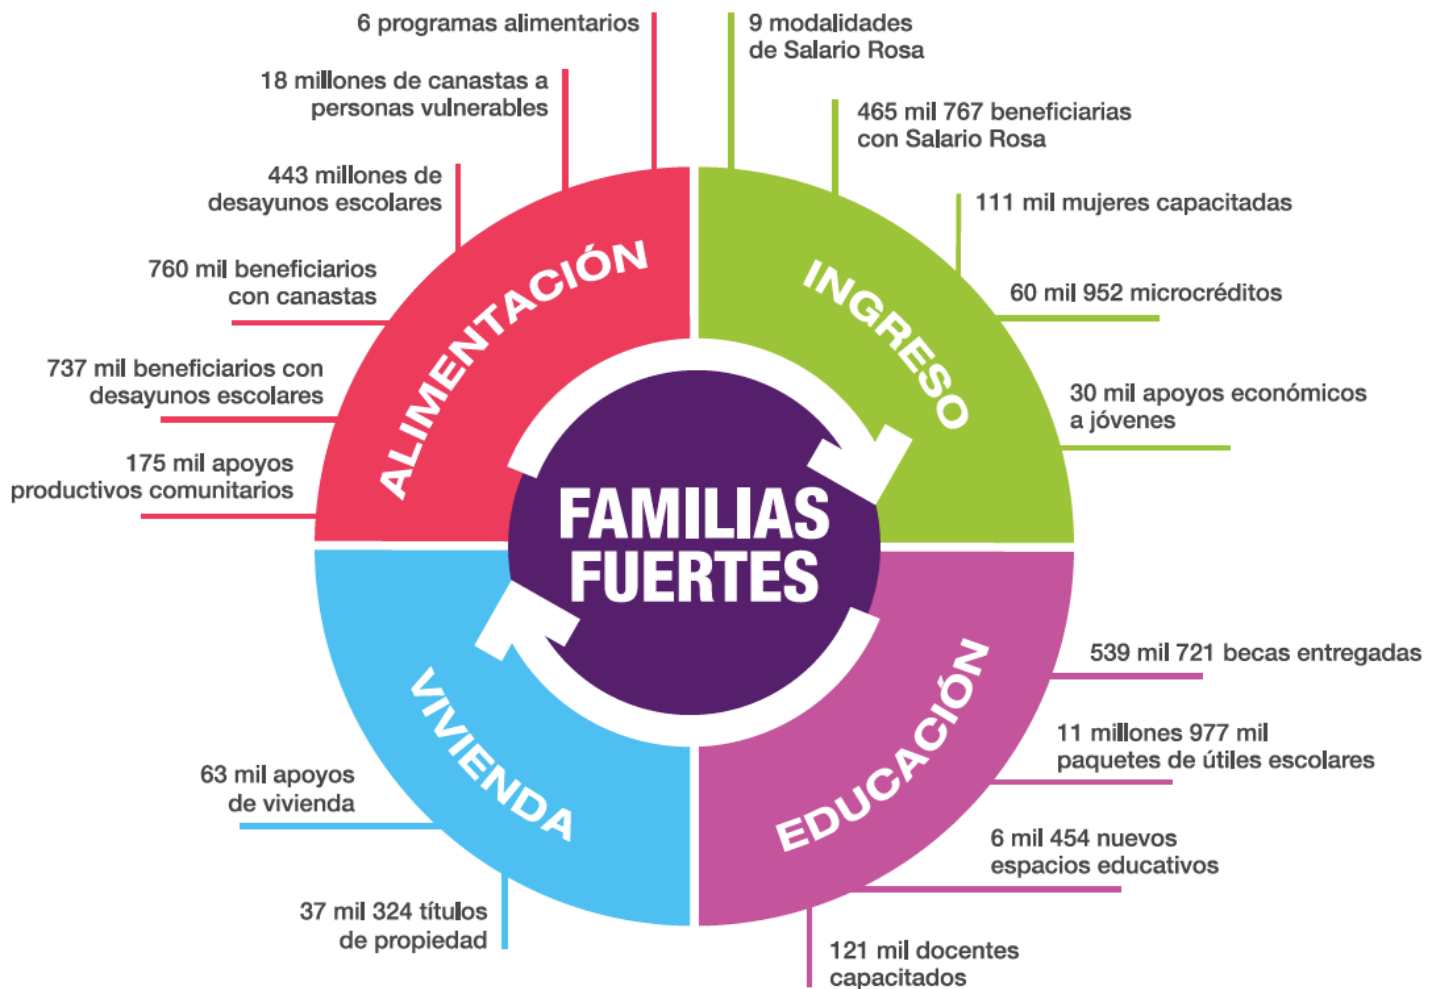 6 programas alimentarios
18 millones de canastas a
personas vulnerables
443 millones de
desayunos escolares
760 mil beneficiarios
con canastas
737 mil beneficiarios con
desayunos escolares
175 mil apoyos
productivos comunitarios
ALIMENTACIÓN
9 modalidades
de Salario Rosa
465 mil 767 beneficiarias
con Salario Rosa
111 mil mujeres capacitadas
60 mil 952 microcréditos
30 mil apoyos económicos
a jóvenes
INGRESO
FAMILIAS
FUERTES
VIVIENDA
63 mil apoyos
de vivienda
37 mil 324 títulos
de propiedad
EDUCACIÓN
539 mil 721 becas entregadas
11 millones 977 mil
paquetes de útiles escolares
6 mil 454 nuevos
espacios educativos
121 mil docentes
capacitados